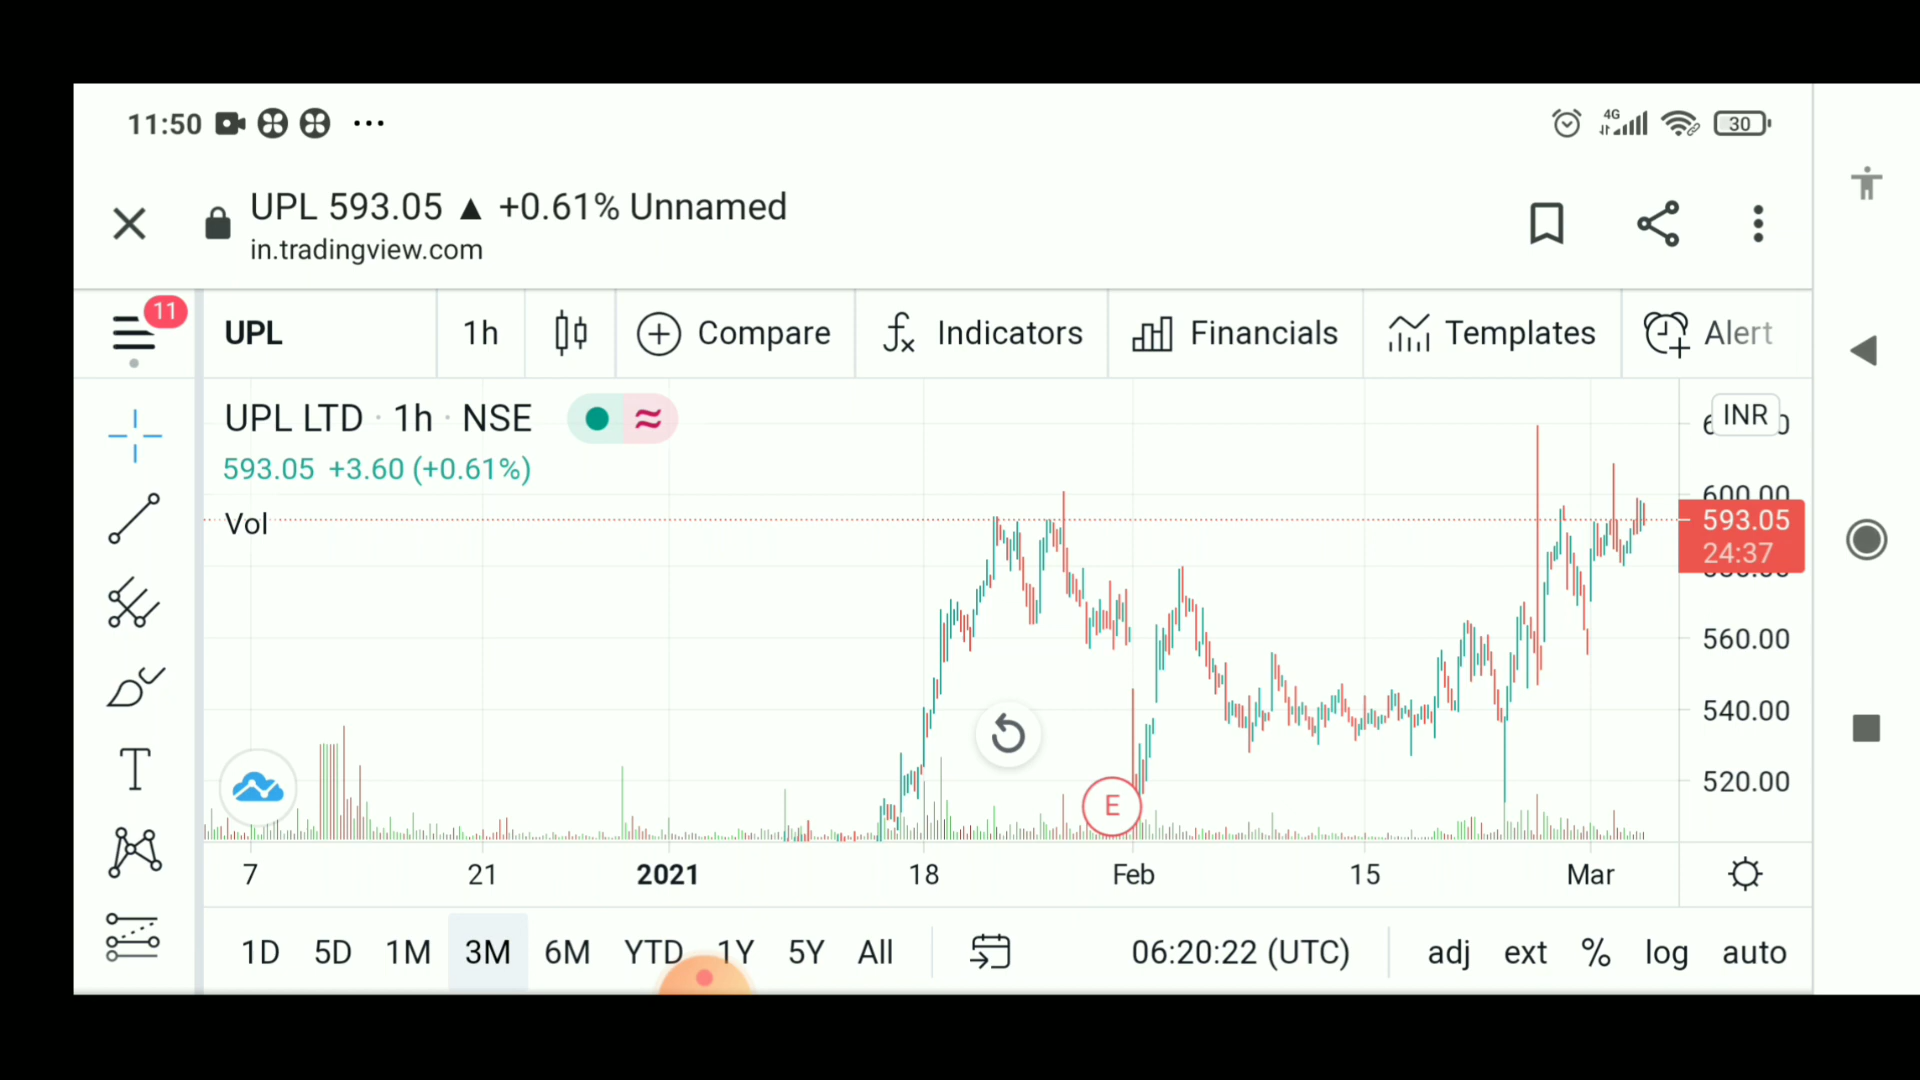 11:50 ... 4G 30
UPL 593.05 ▲ +0.61% Unnamed
in.tradingview.com
11
UPL 1h Compare Indicators Financials Templates Alert
UPL LTD · 1h · NSE
INR
593.05 +3.60 (+0.61%)
600.00
Vol
593.05
24:37
560.00
540.00
520.00
E
7 21 2021 18 Feb 15 Mar
1D 5D 1M 3M 6M YTD 1Y 5Y All 06:20:22 (UTC) adj ext % log auto